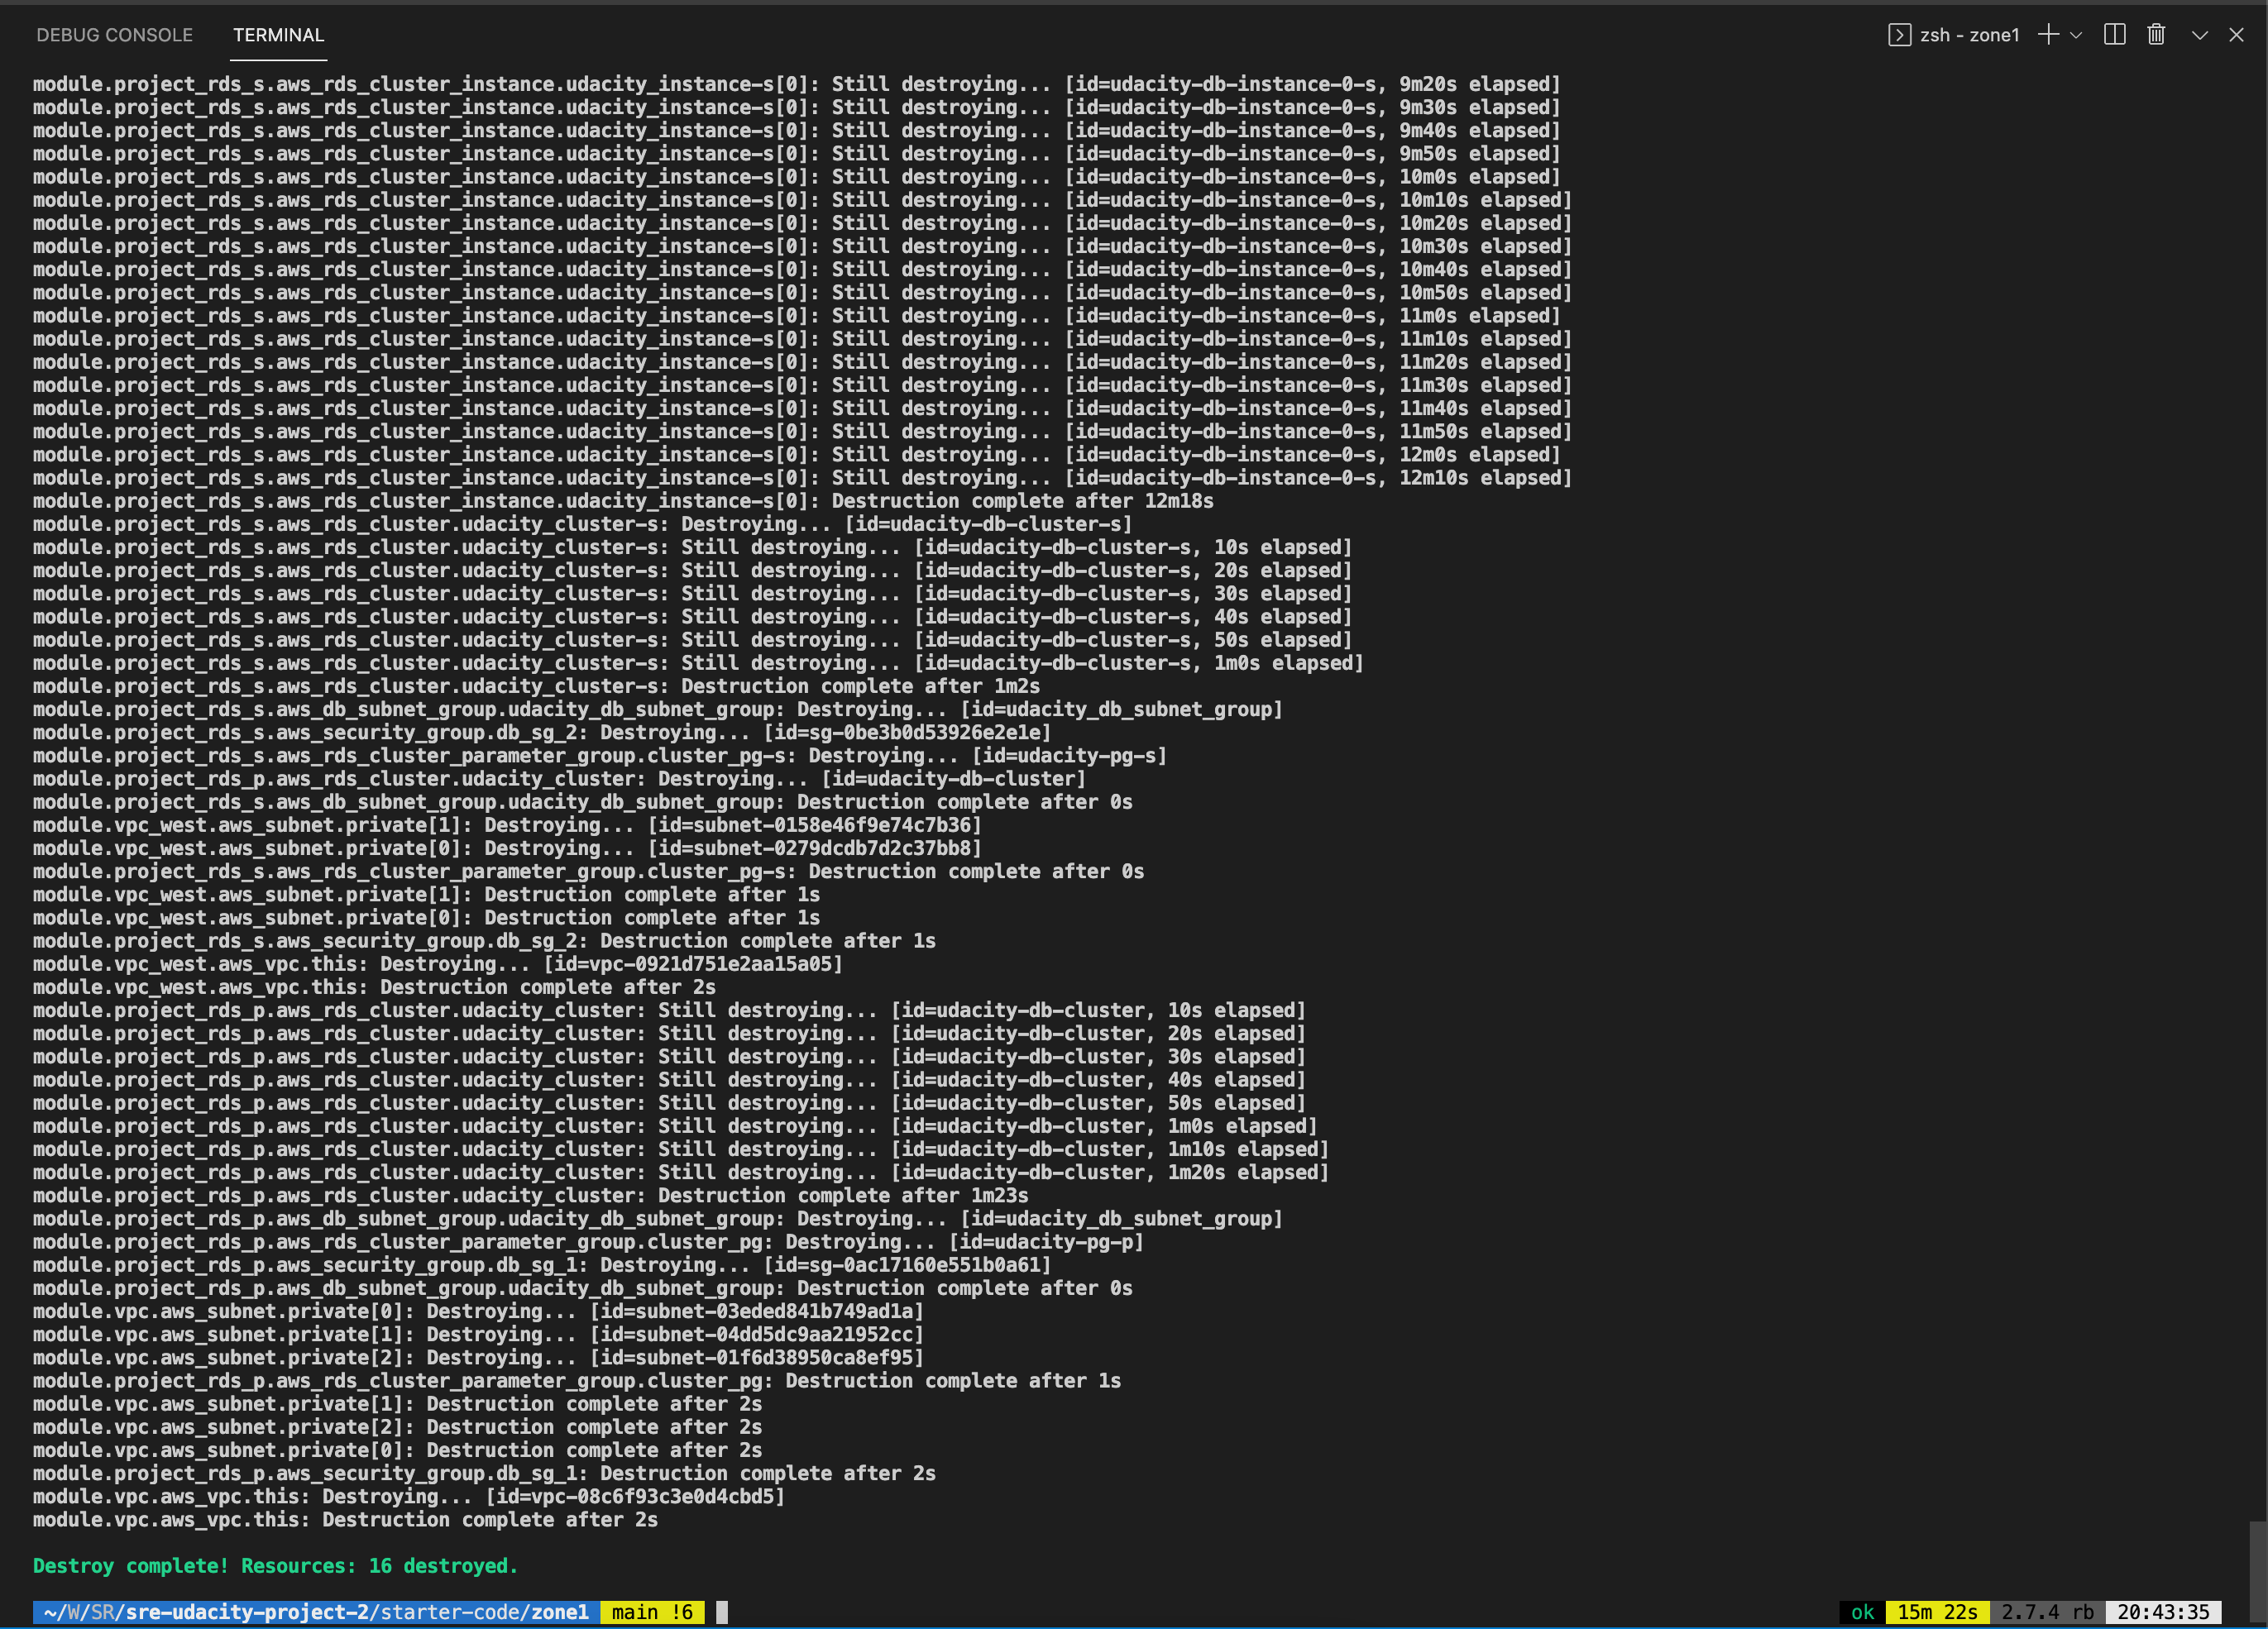 DEBUG CONSOLE TERMINAL zsh - zone1
module.project_rds_s.aws_rds_cluster_instance.udacity_instance-s[0]: Still destroying... [id=udacity-db-instance-0-s, 9m20s elapsed]
module.project_rds_s.aws_rds_cluster_instance.udacity_instance-s[0]: Still destroying... [id=udacity-db-instance-0-s, 9m30s elapsed]
module.project_rds_s.aws_rds_cluster_instance.udacity_instance-s[0]: Still destroying... [id=udacity-db-instance-0-s, 9m40s elapsed]
module.project_rds_s.aws_rds_cluster_instance.udacity_instance-s[0]: Still destroying... [id=udacity-db-instance-0-s, 9m50s elapsed]
module.project_rds_s.aws_rds_cluster_instance.udacity_instance-s[0]: Still destroying... [id=udacity-db-instance-0-s, 10m0s elapsed]
module.project_rds_s.aws_rds_cluster_instance.udacity_instance-s[0]: Still destroying... [id=udacity-db-instance-0-s, 10m10s elapsed]
module.project_rds_s.aws_rds_cluster_instance.udacity_instance-s[0]: Still destroying... [id=udacity-db-instance-0-s, 10m20s elapsed]
module.project_rds_s.aws_rds_cluster_instance.udacity_instance-s[0]: Still destroying... [id=udacity-db-instance-0-s, 10m30s elapsed]
module.project_rds_s.aws_rds_cluster_instance.udacity_instance-s[0]: Still destroying... [id=udacity-db-instance-0-s, 10m40s elapsed]
module.project_rds_s.aws_rds_cluster_instance.udacity_instance-s[0]: Still destroying... [id=udacity-db-instance-0-s, 10m50s elapsed]
module.project_rds_s.aws_rds_cluster_instance.udacity_instance-s[0]: Still destroying... [id=udacity-db-instance-0-s, 11m0s elapsed]
module.project_rds_s.aws_rds_cluster_instance.udacity_instance-s[0]: Still destroying... [id=udacity-db-instance-0-s, 11m10s elapsed]
module.project_rds_s.aws_rds_cluster_instance.udacity_instance-s[0]: Still destroying... [id=udacity-db-instance-0-s, 11m20s elapsed]
module.project_rds_s.aws_rds_cluster_instance.udacity_instance-s[0]: Still destroying... [id=udacity-db-instance-0-s, 11m30s elapsed]
module.project_rds_s.aws_rds_cluster_instance.udacity_instance-s[0]: Still destroying... [id=udacity-db-instance-0-s, 11m40s elapsed]
module.project_rds_s.aws_rds_cluster_instance.udacity_instance-s[0]: Still destroying... [id=udacity-db-instance-0-s, 11m50s elapsed]
module.project_rds_s.aws_rds_cluster_instance.udacity_instance-s[0]: Still destroying... [id=udacity-db-instance-0-s, 12m0s elapsed]
module.project_rds_s.aws_rds_cluster_instance.udacity_instance-s[0]: Still destroying... [id=udacity-db-instance-0-s, 12m10s elapsed]
module.project_rds_s.aws_rds_cluster_instance.udacity_instance-s[0]: Destruction complete after 12m18s
module.project_rds_s.aws_rds_cluster.udacity_cluster-s: Destroying... [id=udacity-db-cluster-s]
module.project_rds_s.aws_rds_cluster.udacity_cluster-s: Still destroying... [id=udacity-db-cluster-s, 10s elapsed]
module.project_rds_s.aws_rds_cluster.udacity_cluster-s: Still destroying... [id=udacity-db-cluster-s, 20s elapsed]
module.project_rds_s.aws_rds_cluster.udacity_cluster-s: Still destroying... [id=udacity-db-cluster-s, 30s elapsed]
module.project_rds_s.aws_rds_cluster.udacity_cluster-s: Still destroying... [id=udacity-db-cluster-s, 40s elapsed]
module.project_rds_s.aws_rds_cluster.udacity_cluster-s: Still destroying... [id=udacity-db-cluster-s, 50s elapsed]
module.project_rds_s.aws_rds_cluster.udacity_cluster-s: Still destroying... [id=udacity-db-cluster-s, 1m0s elapsed]
module.project_rds_s.aws_rds_cluster.udacity_cluster-s: Destruction complete after 1m2s
module.project_rds_s.aws_db_subnet_group.udacity_db_subnet_group: Destroying... [id=udacity_db_subnet_group]
module.project_rds_s.aws_security_group.db_sg_2: Destroying... [id=sg-0be3b0d53926e2e1e]
module.project_rds_s.aws_rds_cluster_parameter_group.cluster_pg-s: Destroying... [id=udacity-pg-s]
module.project_rds_p.aws_rds_cluster.udacity_cluster: Destroying... [id=udacity-db-cluster]
module.project_rds_s.aws_db_subnet_group.udacity_db_subnet_group: Destruction complete after 0s
module.vpc_west.aws_subnet.private[1]: Destroying... [id=subnet-0158e46f9e74c7b36]
module.vpc_west.aws_subnet.private[0]: Destroying... [id=subnet-0279dcdb7d2c37bb8]
module.project_rds_s.aws_rds_cluster_parameter_group.cluster_pg-s: Destruction complete after 0s
module.vpc_west.aws_subnet.private[1]: Destruction complete after 1s
module.vpc_west.aws_subnet.private[0]: Destruction complete after 1s
module.project_rds_s.aws_security_group.db_sg_2: Destruction complete after 1s
module.vpc_west.aws_vpc.this: Destroying... [id=vpc-0921d751e2aa15a05]
module.vpc_west.aws_vpc.this: Destruction complete after 2s
module.project_rds_p.aws_rds_cluster.udacity_cluster: Still destroying... [id=udacity-db-cluster, 10s elapsed]
module.project_rds_p.aws_rds_cluster.udacity_cluster: Still destroying... [id=udacity-db-cluster, 20s elapsed]
module.project_rds_p.aws_rds_cluster.udacity_cluster: Still destroying... [id=udacity-db-cluster, 30s elapsed]
module.project_rds_p.aws_rds_cluster.udacity_cluster: Still destroying... [id=udacity-db-cluster, 40s elapsed]
module.project_rds_p.aws_rds_cluster.udacity_cluster: Still destroying... [id=udacity-db-cluster, 50s elapsed]
module.project_rds_p.aws_rds_cluster.udacity_cluster: Still destroying... [id=udacity-db-cluster, 1m0s elapsed]
module.project_rds_p.aws_rds_cluster.udacity_cluster: Still destroying... [id=udacity-db-cluster, 1m10s elapsed]
module.project_rds_p.aws_rds_cluster.udacity_cluster: Still destroying... [id=udacity-db-cluster, 1m20s elapsed]
module.project_rds_p.aws_rds_cluster.udacity_cluster: Destruction complete after 1m23s
module.project_rds_p.aws_db_subnet_group.udacity_db_subnet_group: Destroying... [id=udacity_db_subnet_group]
module.project_rds_p.aws_rds_cluster_parameter_group.cluster_pg: Destroying... [id=udacity-pg-p]
module.project_rds_p.aws_security_group.db_sg_1: Destroying... [id=sg-0ac17160e551b0a61]
module.project_rds_p.aws_db_subnet_group.udacity_db_subnet_group: Destruction complete after 0s
module.vpc.aws_subnet.private[0]: Destroying... [id=subnet-03eded841b749ad1a]
module.vpc.aws_subnet.private[1]: Destroying... [id=subnet-04dd5dc9aa21952cc]
module.vpc.aws_subnet.private[2]: Destroying... [id=subnet-01f6d38950ca8ef95]
module.project_rds_p.aws_rds_cluster_parameter_group.cluster_pg: Destruction complete after 1s
module.vpc.aws_subnet.private[1]: Destruction complete after 2s
module.vpc.aws_subnet.private[2]: Destruction complete after 2s
module.vpc.aws_subnet.private[0]: Destruction complete after 2s
module.project_rds_p.aws_security_group.db_sg_1: Destruction complete after 2s
module.vpc.aws_vpc.this: Destroying... [id=vpc-08c6f93c3e0d4cbd5]
module.vpc.aws_vpc.this: Destruction complete after 2s
Destroy complete! Resources: 16 destroyed.
~/W/SR/sre-udacity-project-2/starter-code/zone1 main !6 ok 15m 22s 2.7.4 rb 20:43:35